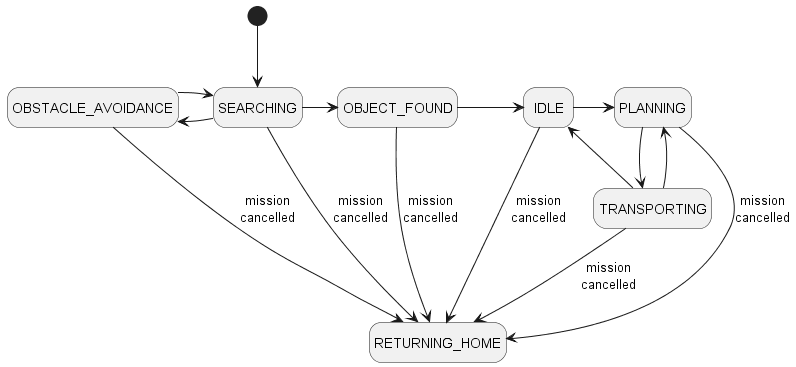 OBSTACLE_AVOIDANCE
SEARCHING
OBJECT_FOUND
IDLE
PLANNING
TRANSPORTING
mission
cancelled
mission
cancelled
mission
cancelled
mission
cancelled
mission
cancelled
mission
cancelled
RETURNING_HOME